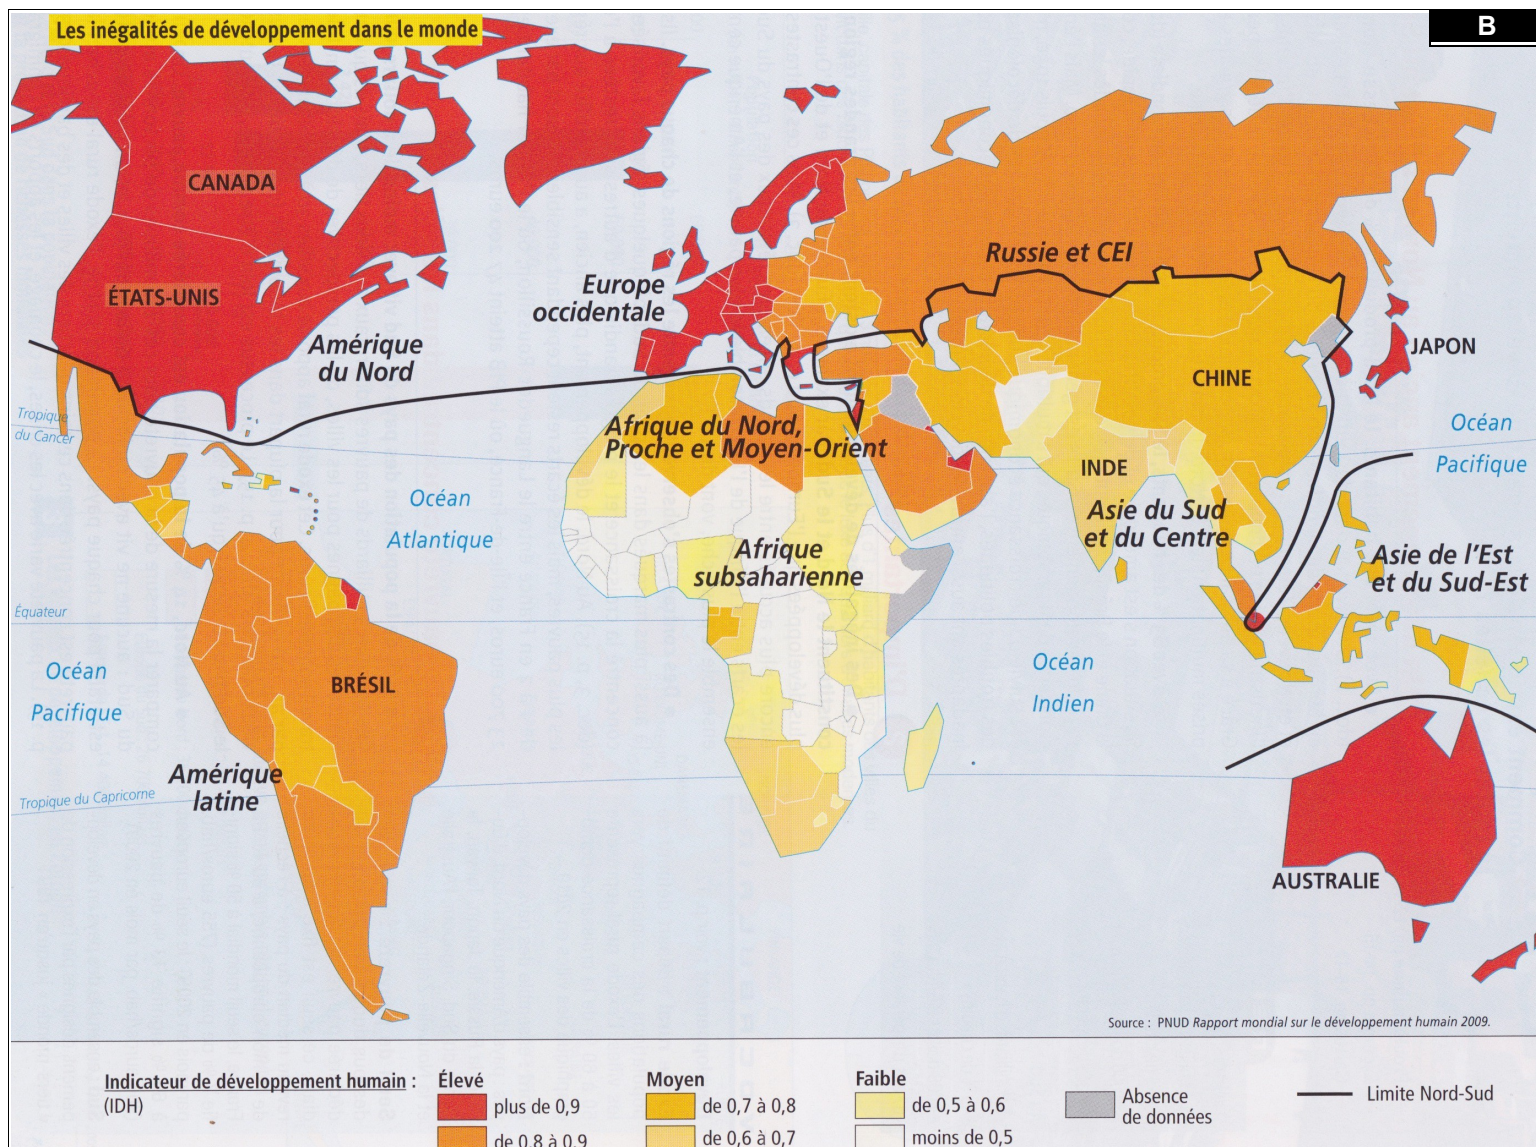 Les inégalités de développement dans le monde
B
CANADA
ÉTATS-UNIS
Amérique
du Nord
Europe
occidentale
Russie et CEI
JAPON
CHINE
Tropique
du Cancer
Océan
Pacifique
Afrique du Nord,
Proche et Moyen-Orient
INDE
Océan
Atlantique
Asie du Sud
et du Centre
Afrique
subsaharienne
Asie de l'Est
et du Sud-Est
Équateur
Océan
Pacifique
BRÉSIL
Océan
Indien
Amérique
latine
Tropique du Capricorne
AUSTRALIE
Source : PNUD Rapport mondial sur le développement humain 2009.
Indicateur de développement humain :
(IDH)
Élevé
plus de 0,9
de 0,8 à 0,9
Moyen
de 0,7 à 0,8
de 0,6 à 0,7
Faible
de 0,5 à 0,6
moins de 0,5
Absence
de données
Limite Nord-Sud